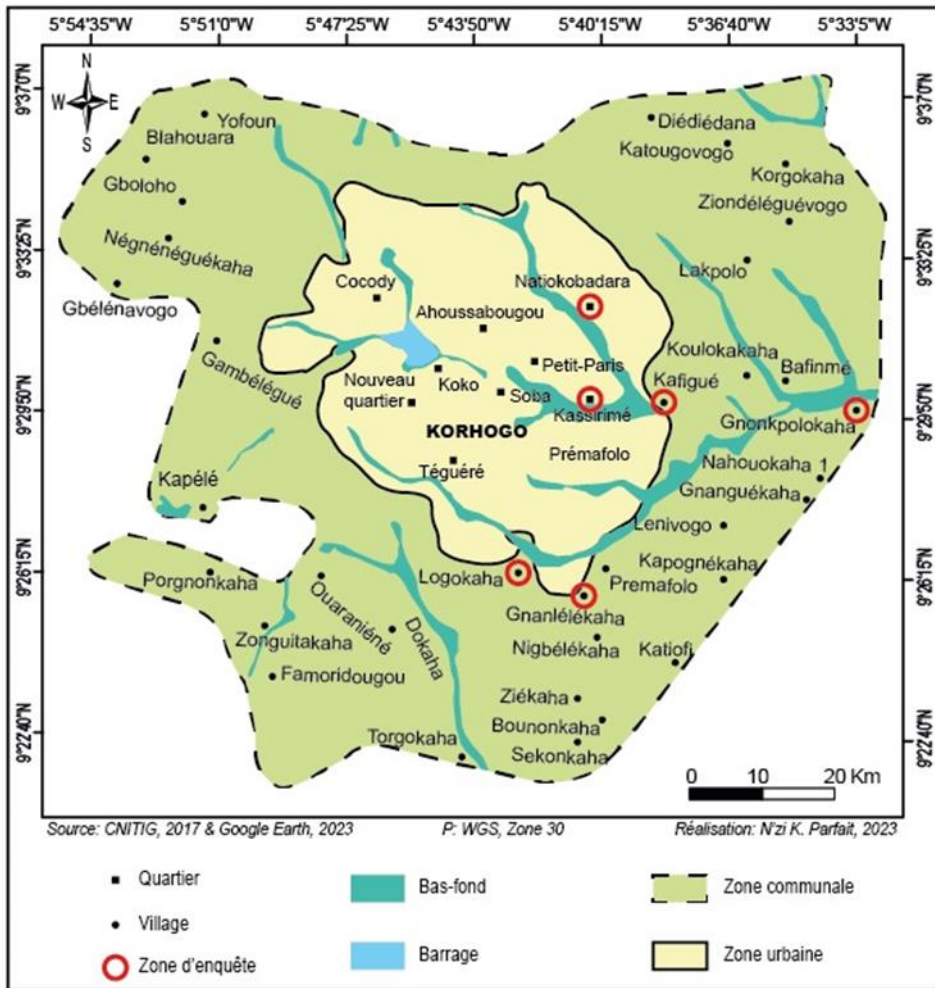 5°54'35" 5°51'0" 5°47'25" 5°43'50" 5°40'15" 5°36'40" 5°33'5"
N
W E
S
9°37'0" 9°33'25"N 9°29'50"N 9°26'15"N 9°22'40"N
9°37'0" 9°33'25"N 9°29'50"N 9°26'15"N 9°22'40"N
Yofoun
Blahouara
Gboloho
Négnénéguékaha
Gbélénavogo
Gambélégué
Diédiédana
Katougovogo
Korgokaha
Ziondéléguévogo
Lakpolo
Natiokobadara
Cocody
Ahoussabougou
Koulokakaha
Petit-Paris
Bafinmé
Koko
Kafigué
Nouveau
quartier
Soba
Kassirimé
Gnonkpolokaha
KORHOGO
Prémafolo
Téguéré
Nahouokaha 1
Kapélé
Gnanguékaha
Lenivogo
Kapognékaha
Logokaha
Premafolo
Porgnonkaha
Ouaraniéné
Gnanlélékaha
Zonguitakaha
Dokaha
Nigbélékaha
Katiofi
Famoridougou
Ziékaha
Bounonkaha
Torgokaha
Sekonkaha
0 10 20 Km
Source: CNITIG, 2017 & Google Earth, 2023 P: WGS, Zone 30 Réalisation: N'zi K. Parfait, 2023
Quartier Bas-fond Zone communale
Village
Zone d'enquête Barrage Zone urbaine